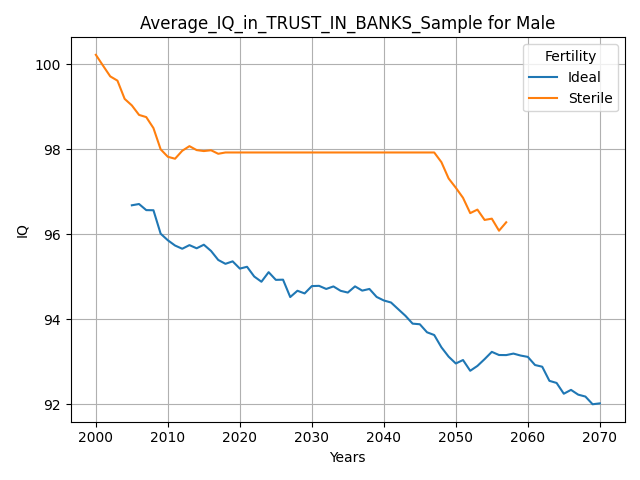 Average_IQ_in_TRUST_IN_BANKS_Sample for Male
Fertility
Ideal
Sterile
100
98
96
94
92
IQ
2000 2010 2020 2030 2040 2050 2060 2070
Years